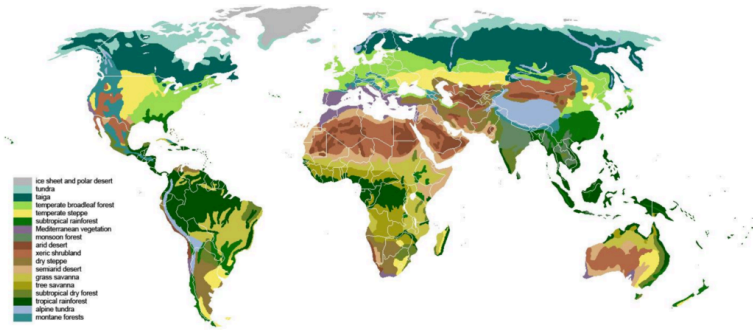 ice sheet and polar desert
tundra
taiga
temperate broadleaf forest
temperate steppe
subtropical rainforest
Mediterranean vegetation
monsoon forest
arid desert
xeric shrubland
dry steppe
semiarid desert
grass savanna
tree savanna
subtropical dry forest
tropical rainforest
alpine tundra
montane forests